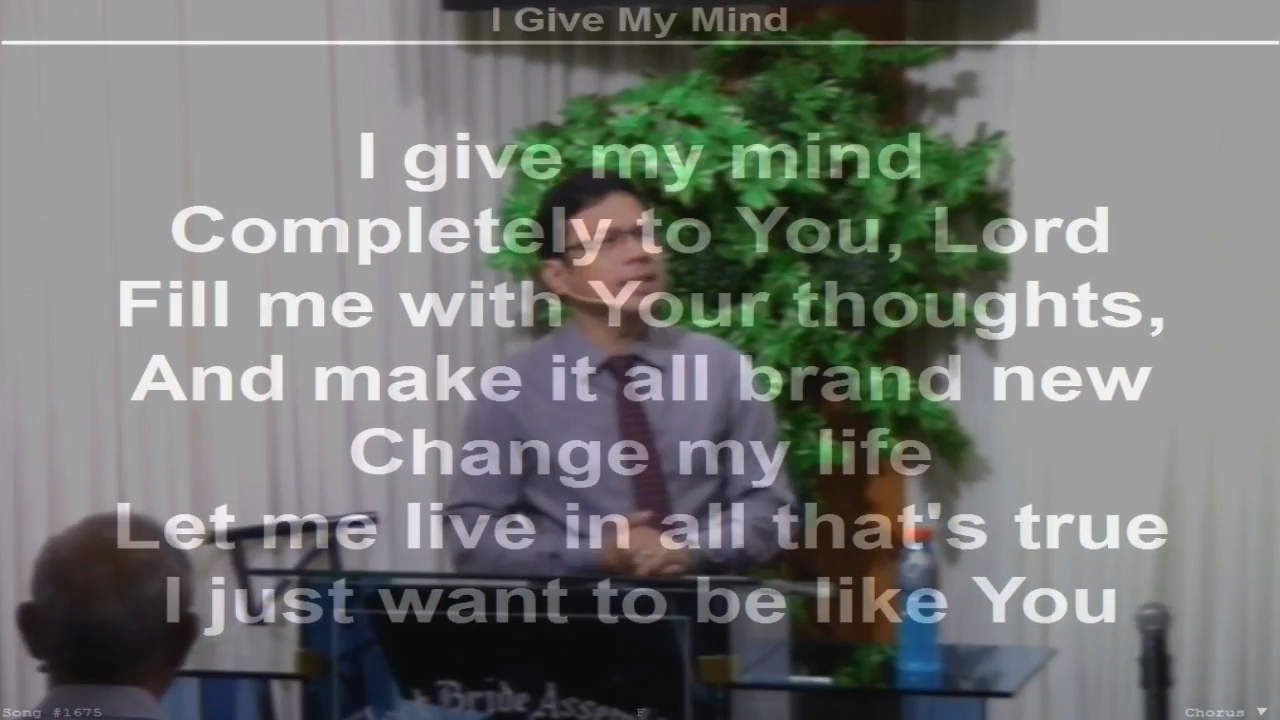 I Give My Mind
I give my mind
Completely to You, Lord
Fill me with Your thoughts,
And make it all brand new
Change my life
Let me live in all that's true
I just want to be like You
Bride
Song #1675
F
Chorus ▼